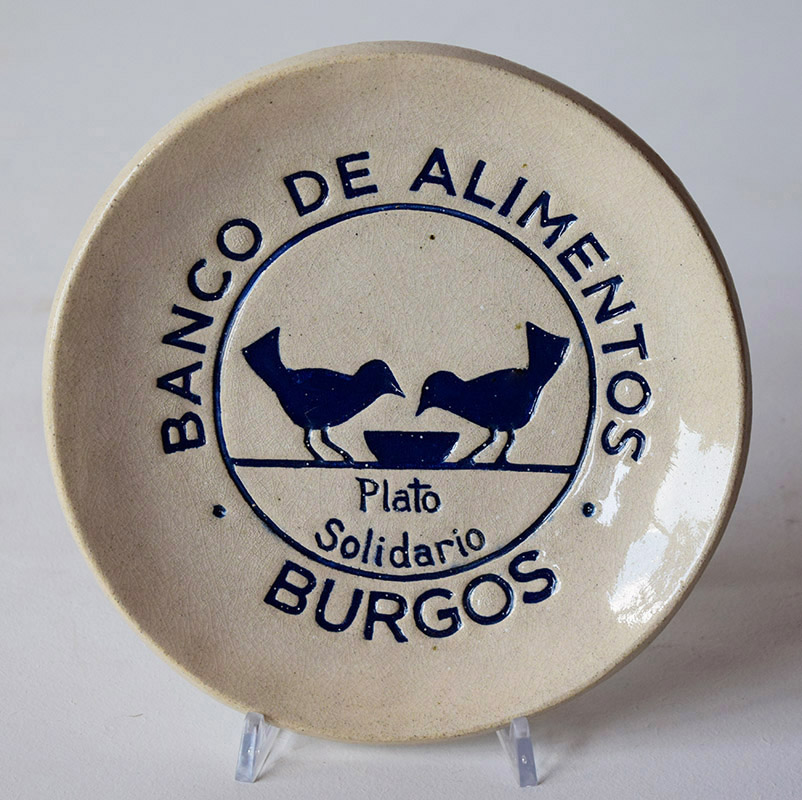 BANCO DE ALIMENTOS
Plato
Solidario
BURGOS